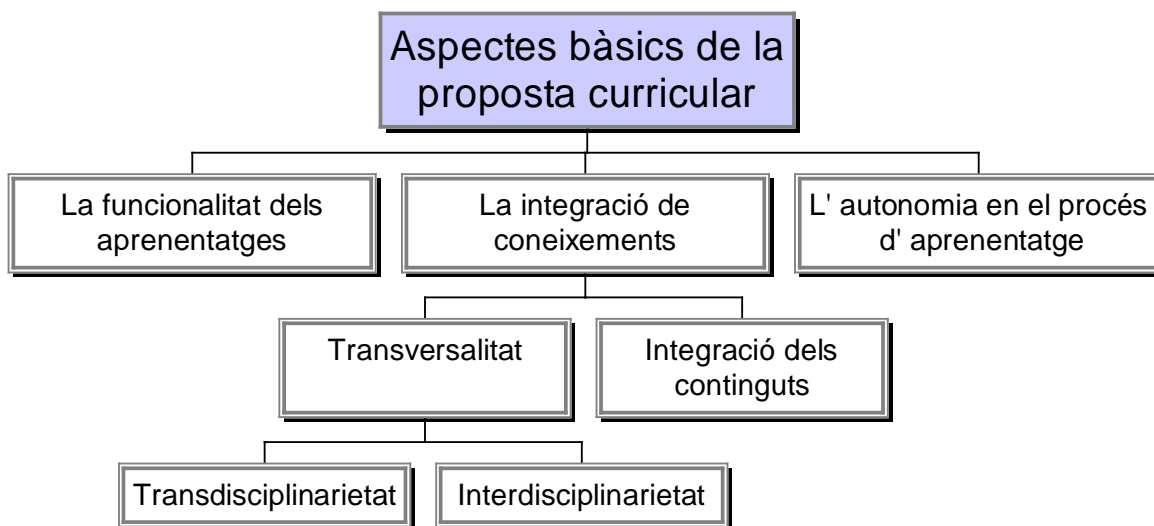 Aspectes bàsics de la
proposta curricular
La funcionalitat dels
aprenentatges
La integració de
coneixements
L' autonomia en el procés
d' aprenentatge
Transversalitat
Integració dels
continguts
Transdisciplinarietat
Interdisciplinarietat